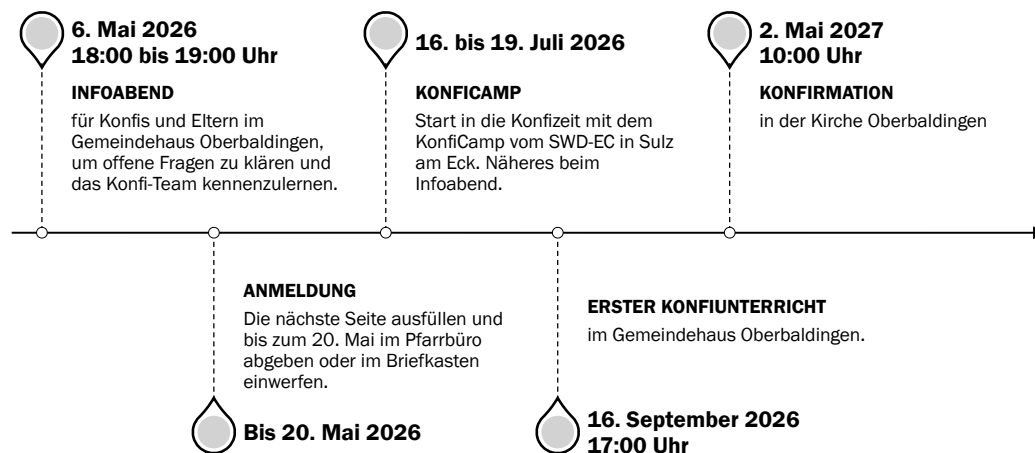 6. Mai 2026
18:00 bis 19:00 Uhr
INFOABEND
für Konfis und Eltern im
Gemeindehaus Oberbaldingen,
um offene Fragen zu klären und
das Konfi-Team kennenzulernen.
16. bis 19. Juli 2026
KONFICAMP
Start in die Konfizeit mit dem
KonfiCamp vom SWD-EC in Sulz
am Eck. Näheres beim
Infoabend.
2. Mai 2027
10:00 Uhr
KONFIRMATION
in der Kirche Oberbaldingen
ANMELDUNG
Die nächste Seite ausfüllen und
bis zum 20. Mai im Pfarrbüro
abgeben oder im Briefkasten
einwerfen.
Bis 20. Mai 2026
ERSTER KONFIUNTERRICHT
im Gemeindehaus Oberbaldingen.
16. September 2026
17:00 Uhr